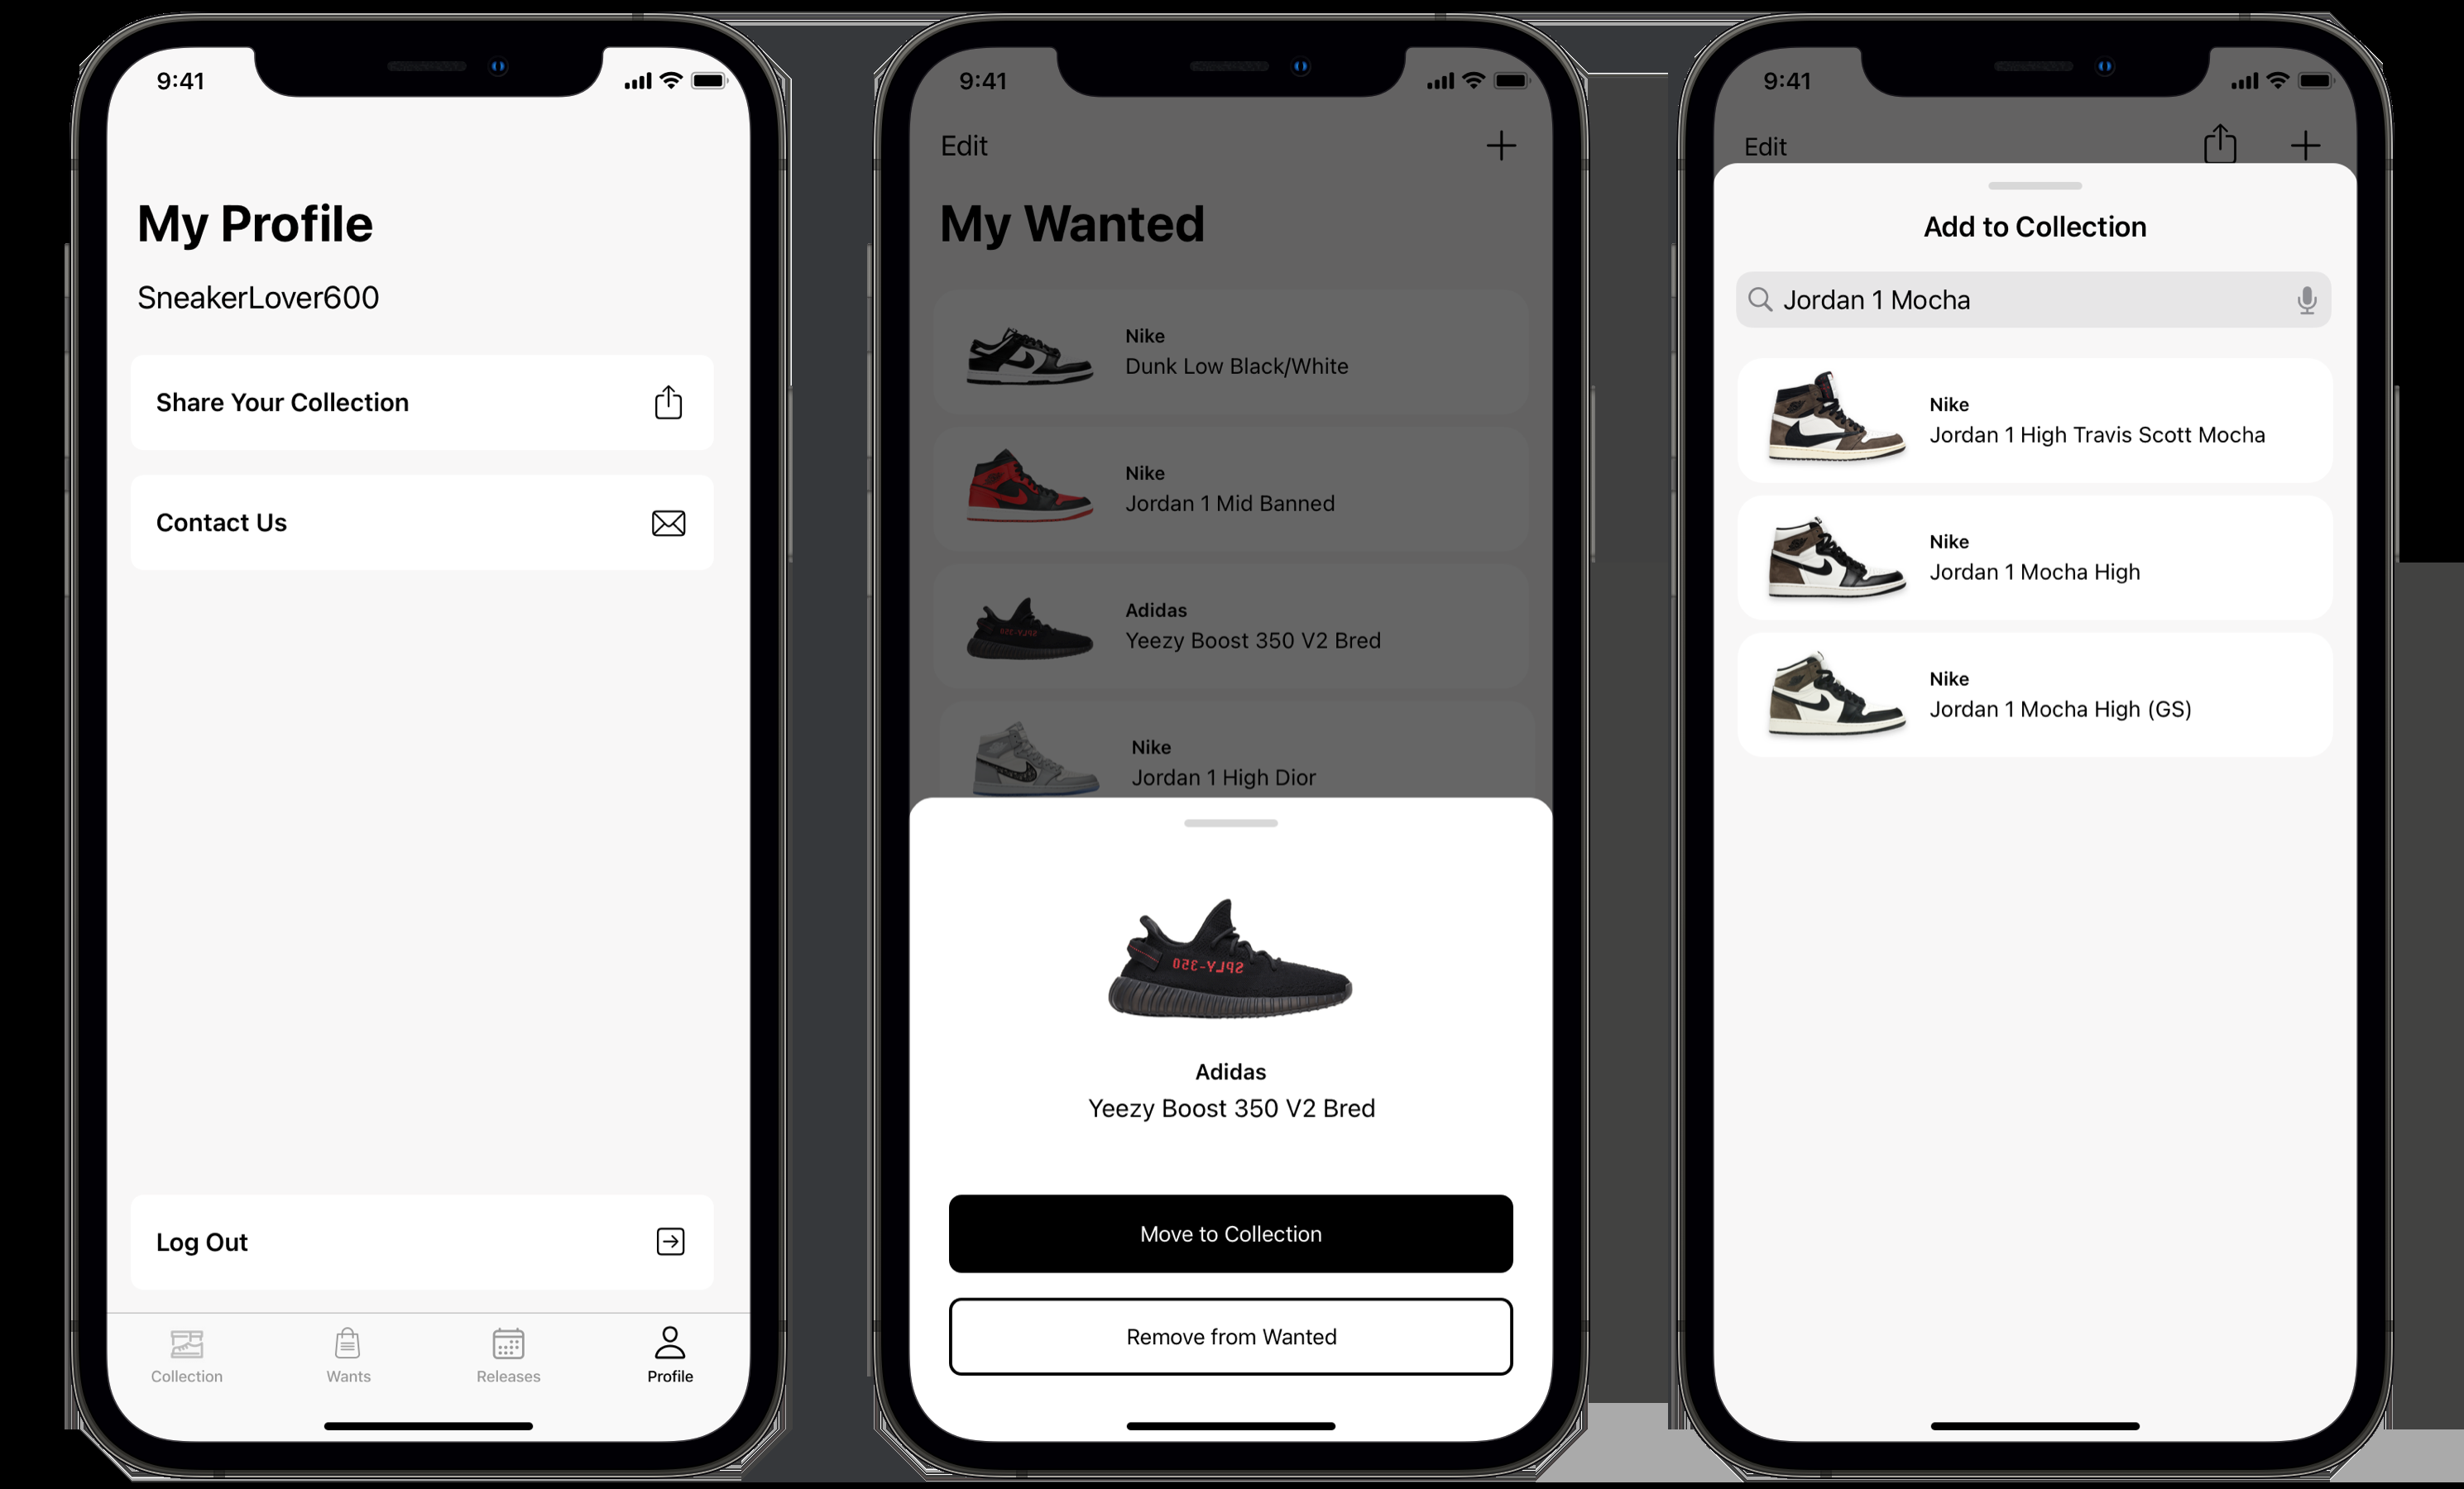 9:41
My Profile
SneakerLover600
Share Your Collection
Contact Us
Log Out
Collection
Wants
Releases
Profile
9:41
Edit
My Wanted
Nike
Dunk Low Black/White
Nike
Jordan 1 Mid Banned
Adidas
Yeezy Boost 350 V2 Bred
Nike
Jordan 1 High Dior
SPLY-350
Adidas
Yeezy Boost 350 V2 Bred
Move to Collection
Remove from Wanted
9:41
Edit
Add to Collection
Jordan 1 Mocha
Nike
Jordan 1 High Travis Scott Mocha
Nike
Jordan 1 Mocha High
Nike
Jordan 1 Mocha High (GS)